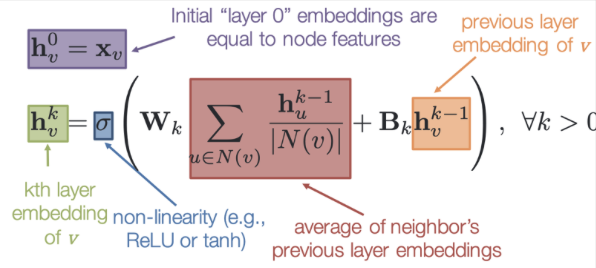 Initial “layer 0” embeddings are
equal to node features
previous layer
embedding of v
h_v^0 = x_v
h_v^k = σ ( W_k ∑_{u∈N(v)} h_u^{k−1} / |N(v)| + B_k h_v^{k−1} ) , ∀k > 0
kth layer
embedding
of v
non-linearity (e.g.,
ReLU or tanh)
average of neighbor’s
previous layer embeddings